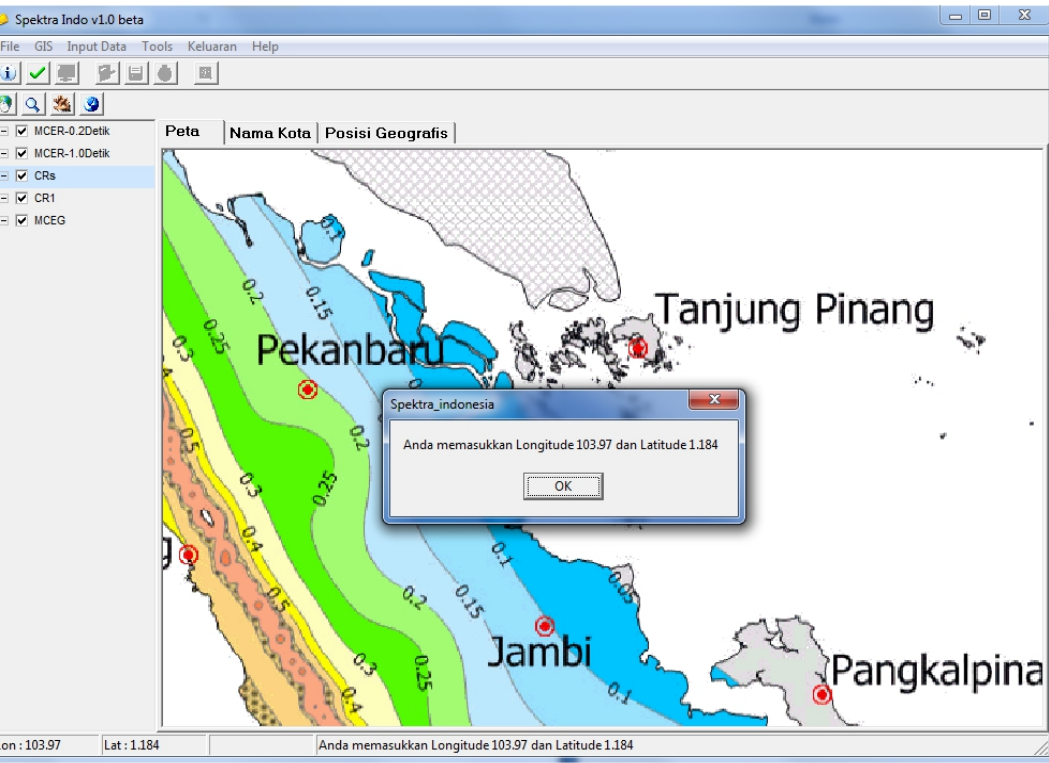 Spektra Indo v1.0 beta
File GIS Input Data Tools Keluaran Help
MCER-0.2Detik
MCER-1.0Detik
CRs
CR1
MCEG
Peta Nama Kota Posisi Geografis
0.1
0.2
0.15
Tanjung Pinang
0.25
0.3
Pekanbaru
Spektra_indonesia
Anda memasukkan Longitude 103.97 dan Latitude 1.184
OK
0.5
0.2
0.3
0.25
0.4
0.1
0.5
0.2
0.15
0.05
Jambi
0.3
0.25
0.1
0.4
Pangkalpina
on : 103.97 Lat : 1.184 Anda memasukkan Longitude 103.97 dan Latitude 1.184